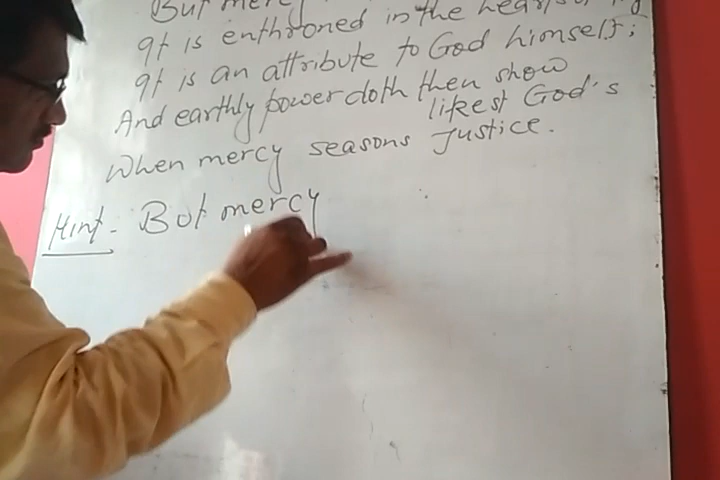 But mercy
It is enthroned in the hearts
It is an attribute to God himself;
And earthly power doth then show
likest God's
When mercy seasons Justice.
Hint - But mercy